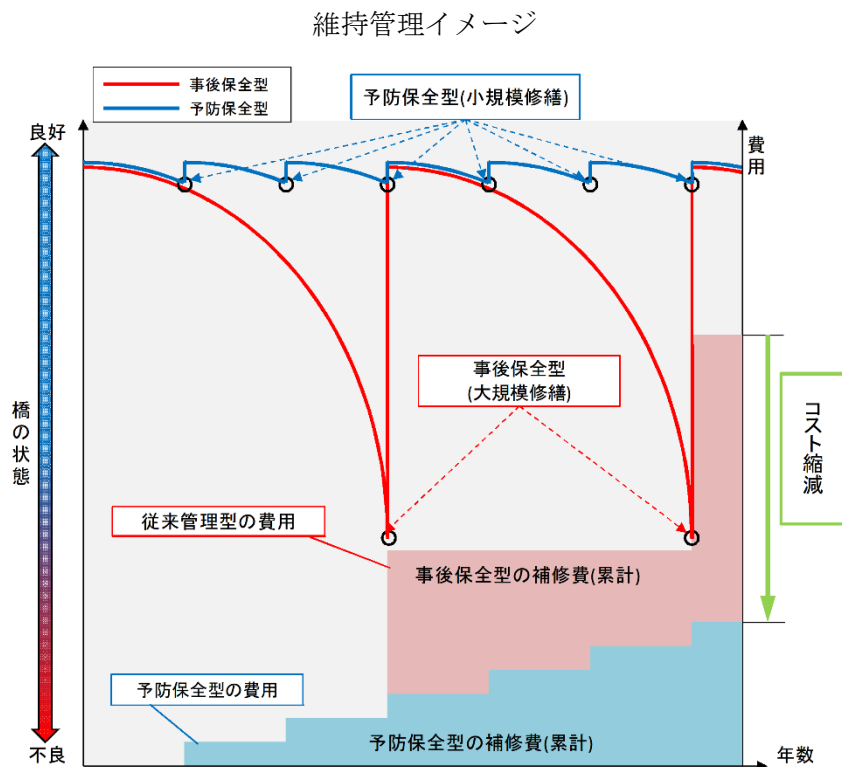 維持管理イメージ
事後保全型
予防保全型
予防保全型(小規模修繕)
良好
費用
橋の状態
事後保全型
(大規模修繕)
コスト縮減
従来管理型の費用
事後保全型の補修費(累計)
予防保全型の費用
予防保全型の補修費(累計)
不良
年数